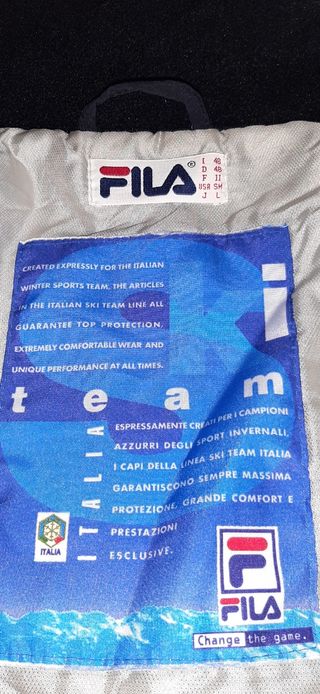 FILA®
I 48
D 48
F II
USA SM
J L
ski
CREATED EXPRESSLY FOR THE ITALIAN
WINTER SPORTS TEAM, THE ARTICLES
IN THE ITALIAN SKI TEAM LINE ALL
GUARANTEE TOP PROTECTION,
EXTREMELY COMFORTABLE WEAR AND
UNIQUE PERFORMANCE AT ALL TIMES.
team
ITALIA
ESPRESSAMENTE CREATI PER I CAMPIONI
AZZURRI DEGLI SPORT INVERNALI,
I CAPI DELLA LINEA SKI TEAM ITALIA
GARANTISCONO SEMPRE MASSIMA
PROTEZIONE, GRANDE COMFORT E
PRESTAZIONI
ESCLUSIVE.
ITALIA
F
FILA
Change the game.